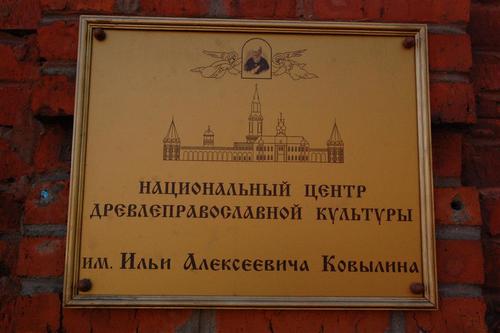 НАЦИОНАЛЬНЫЙ ЦЕНТР
ДРЕВЛЕПРАВОСЛАВНОЙ КУЛЬТУРЫ
им. Ильи Алексеевича Ковылина